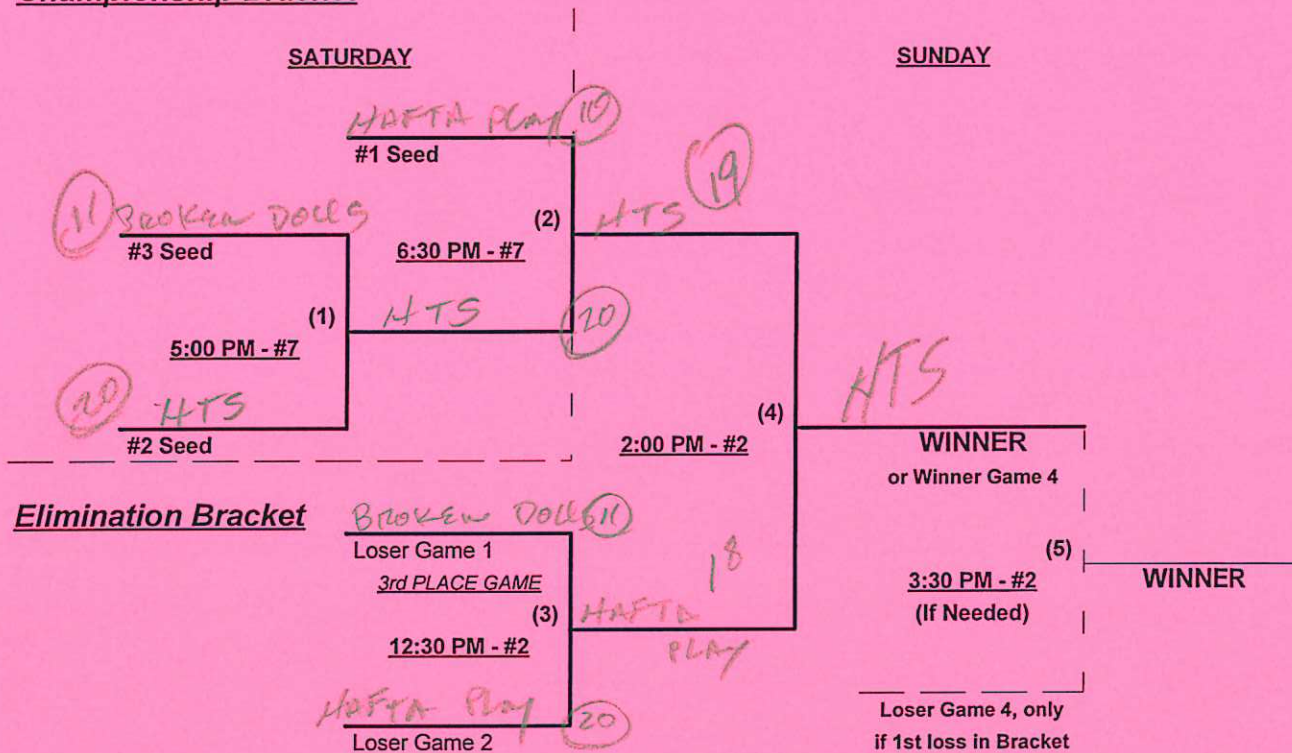 SATURDAY
SUNDAY
HAFTA PLAY 10
#1 Seed
19
11 BROKEN DOLLS
(2)
HTS
#3 Seed
6:30 PM - #7
(1)
HTS
20
5:00 PM - #7
HTS
20 HTS
(4)
#2 Seed
2:00 PM - #2
WINNER
or Winner Game 4
Elimination Bracket
BROKEN DOLLS 11
Loser Game 1
(5)
3rd PLACE GAME
18
3:30 PM - #2
WINNER
(3)
HAFTA
(If Needed)
12:30 PM - #2
PLAY
HAFTA PLAY 20
Loser Game 4, only
Loser Game 2
if 1st loss in Bracket